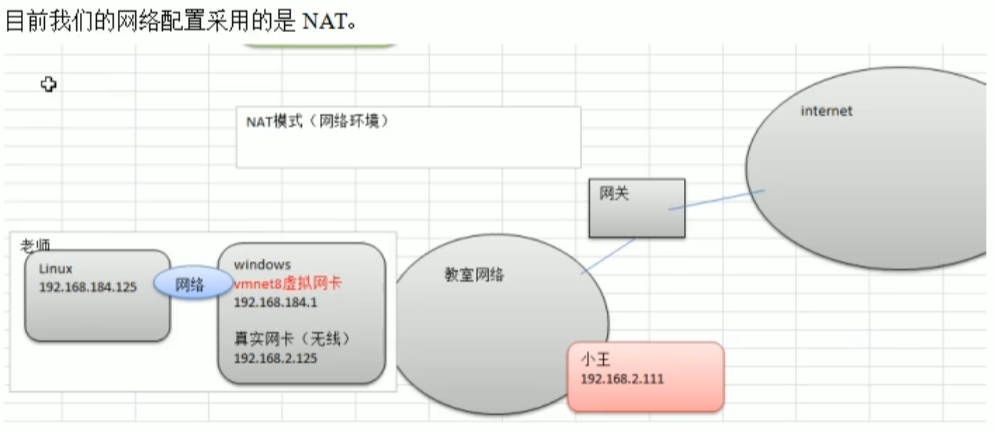 目前我们的网络配置采用的是 NAT。
NAT模式（网络环境）
internet
网关
老师
Linux
192.168.184.125
网络
windows
vmnet8虚拟网卡
192.168.184.1
真实网卡（无线）
192.168.2.125
教室网络
小王
192.168.2.111